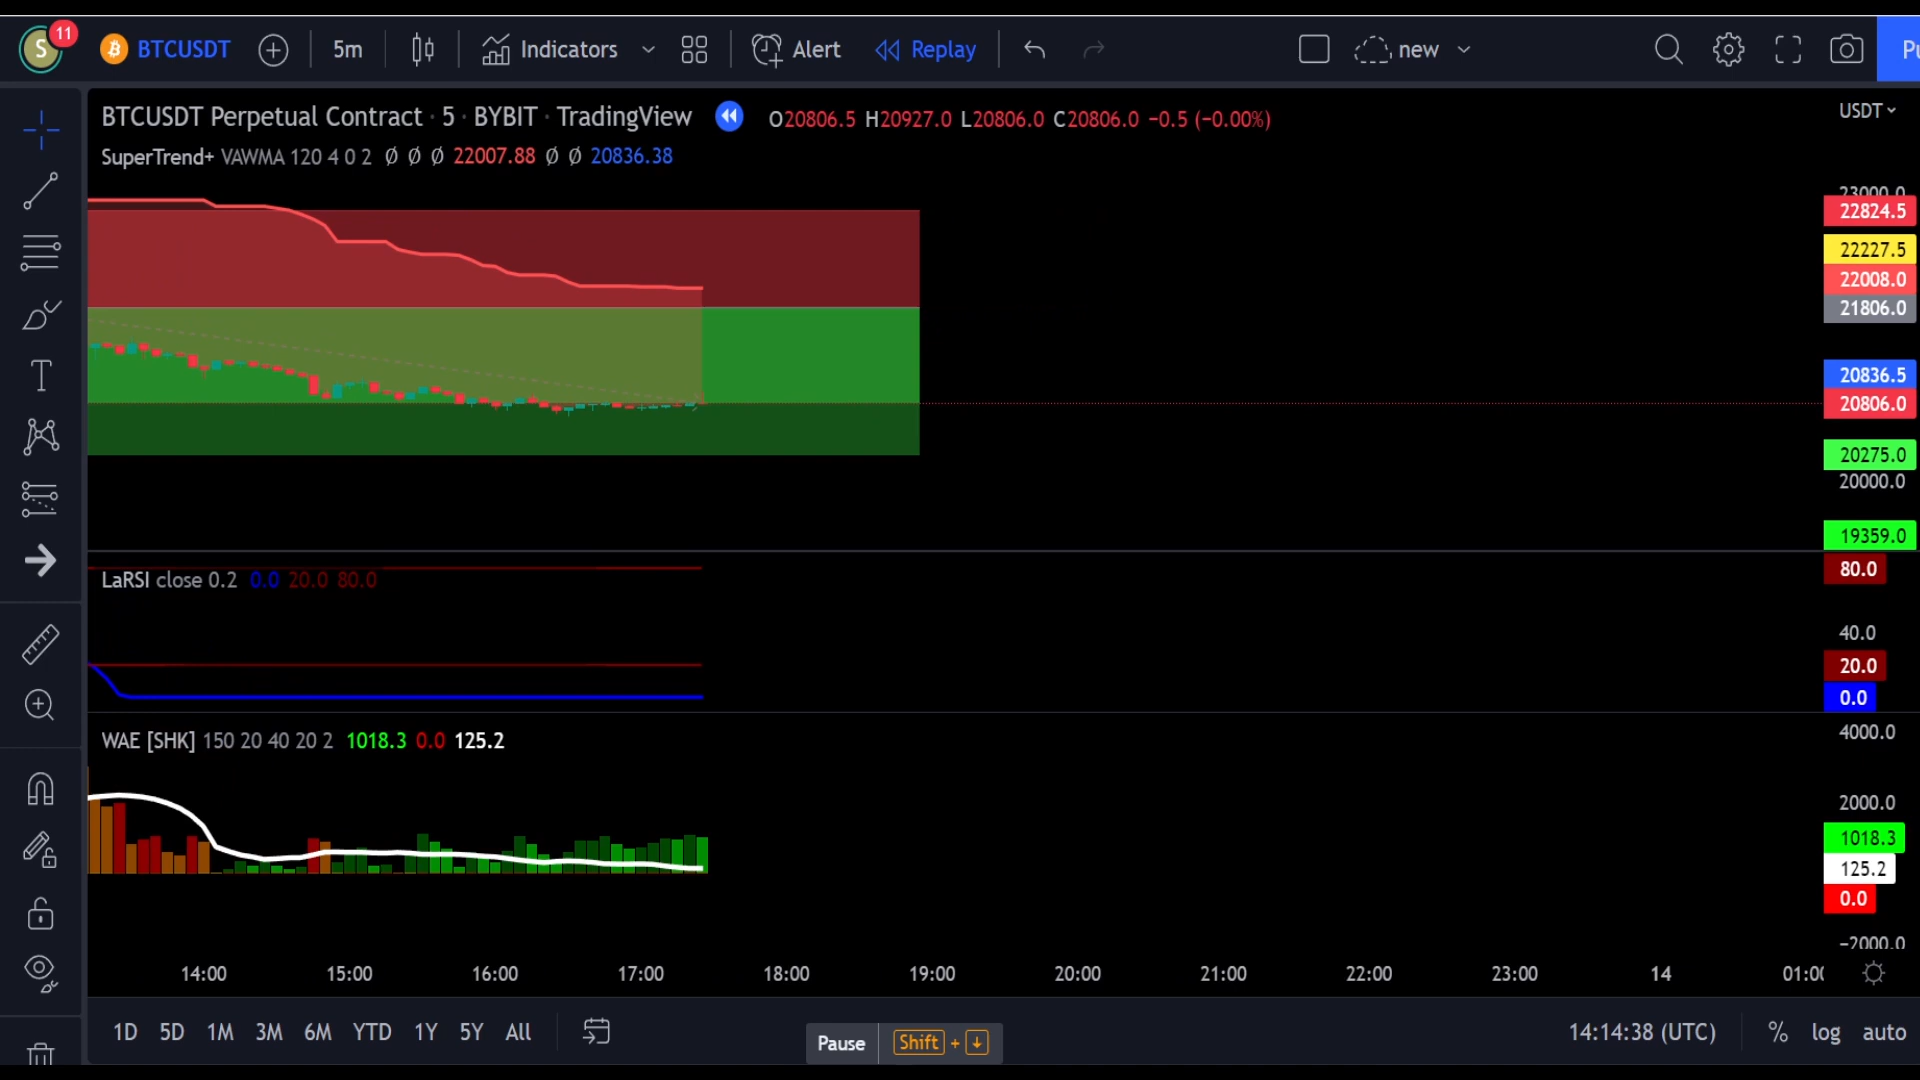 S 11 BTCUSDT 5m Indicators Alert Replay new Pu
BTCUSDT Perpetual Contract · 5 · BYBIT · TradingView O20806.5 H20927.0 L20806.0 C20806.0 −0.5 (−0.00%) USDT
SuperTrend+ VAWMA 120 4 0 2 Ø Ø Ø 22007.88 Ø Ø 20836.38
23000.0
22824.5
22227.5
22008.0
21806.0
20836.5
20806.0
20275.0
20000.0
19359.0
LaRSI close 0.2 0.0 20.0 80.0
80.0
40.0
20.0
0.0
WAE [SHK] 150 20 40 20 2 1018.3 0.0 125.2
4000.0
2000.0
1018.3
125.2
0.0
−2000.0
14:00 15:00 16:00 17:00 18:00 19:00 20:00 21:00 22:00 23:00 14 01:0
1D 5D 1M 3M 6M YTD 1Y 5Y All 14:14:38 (UTC) % log auto
Pause Shift + ↓